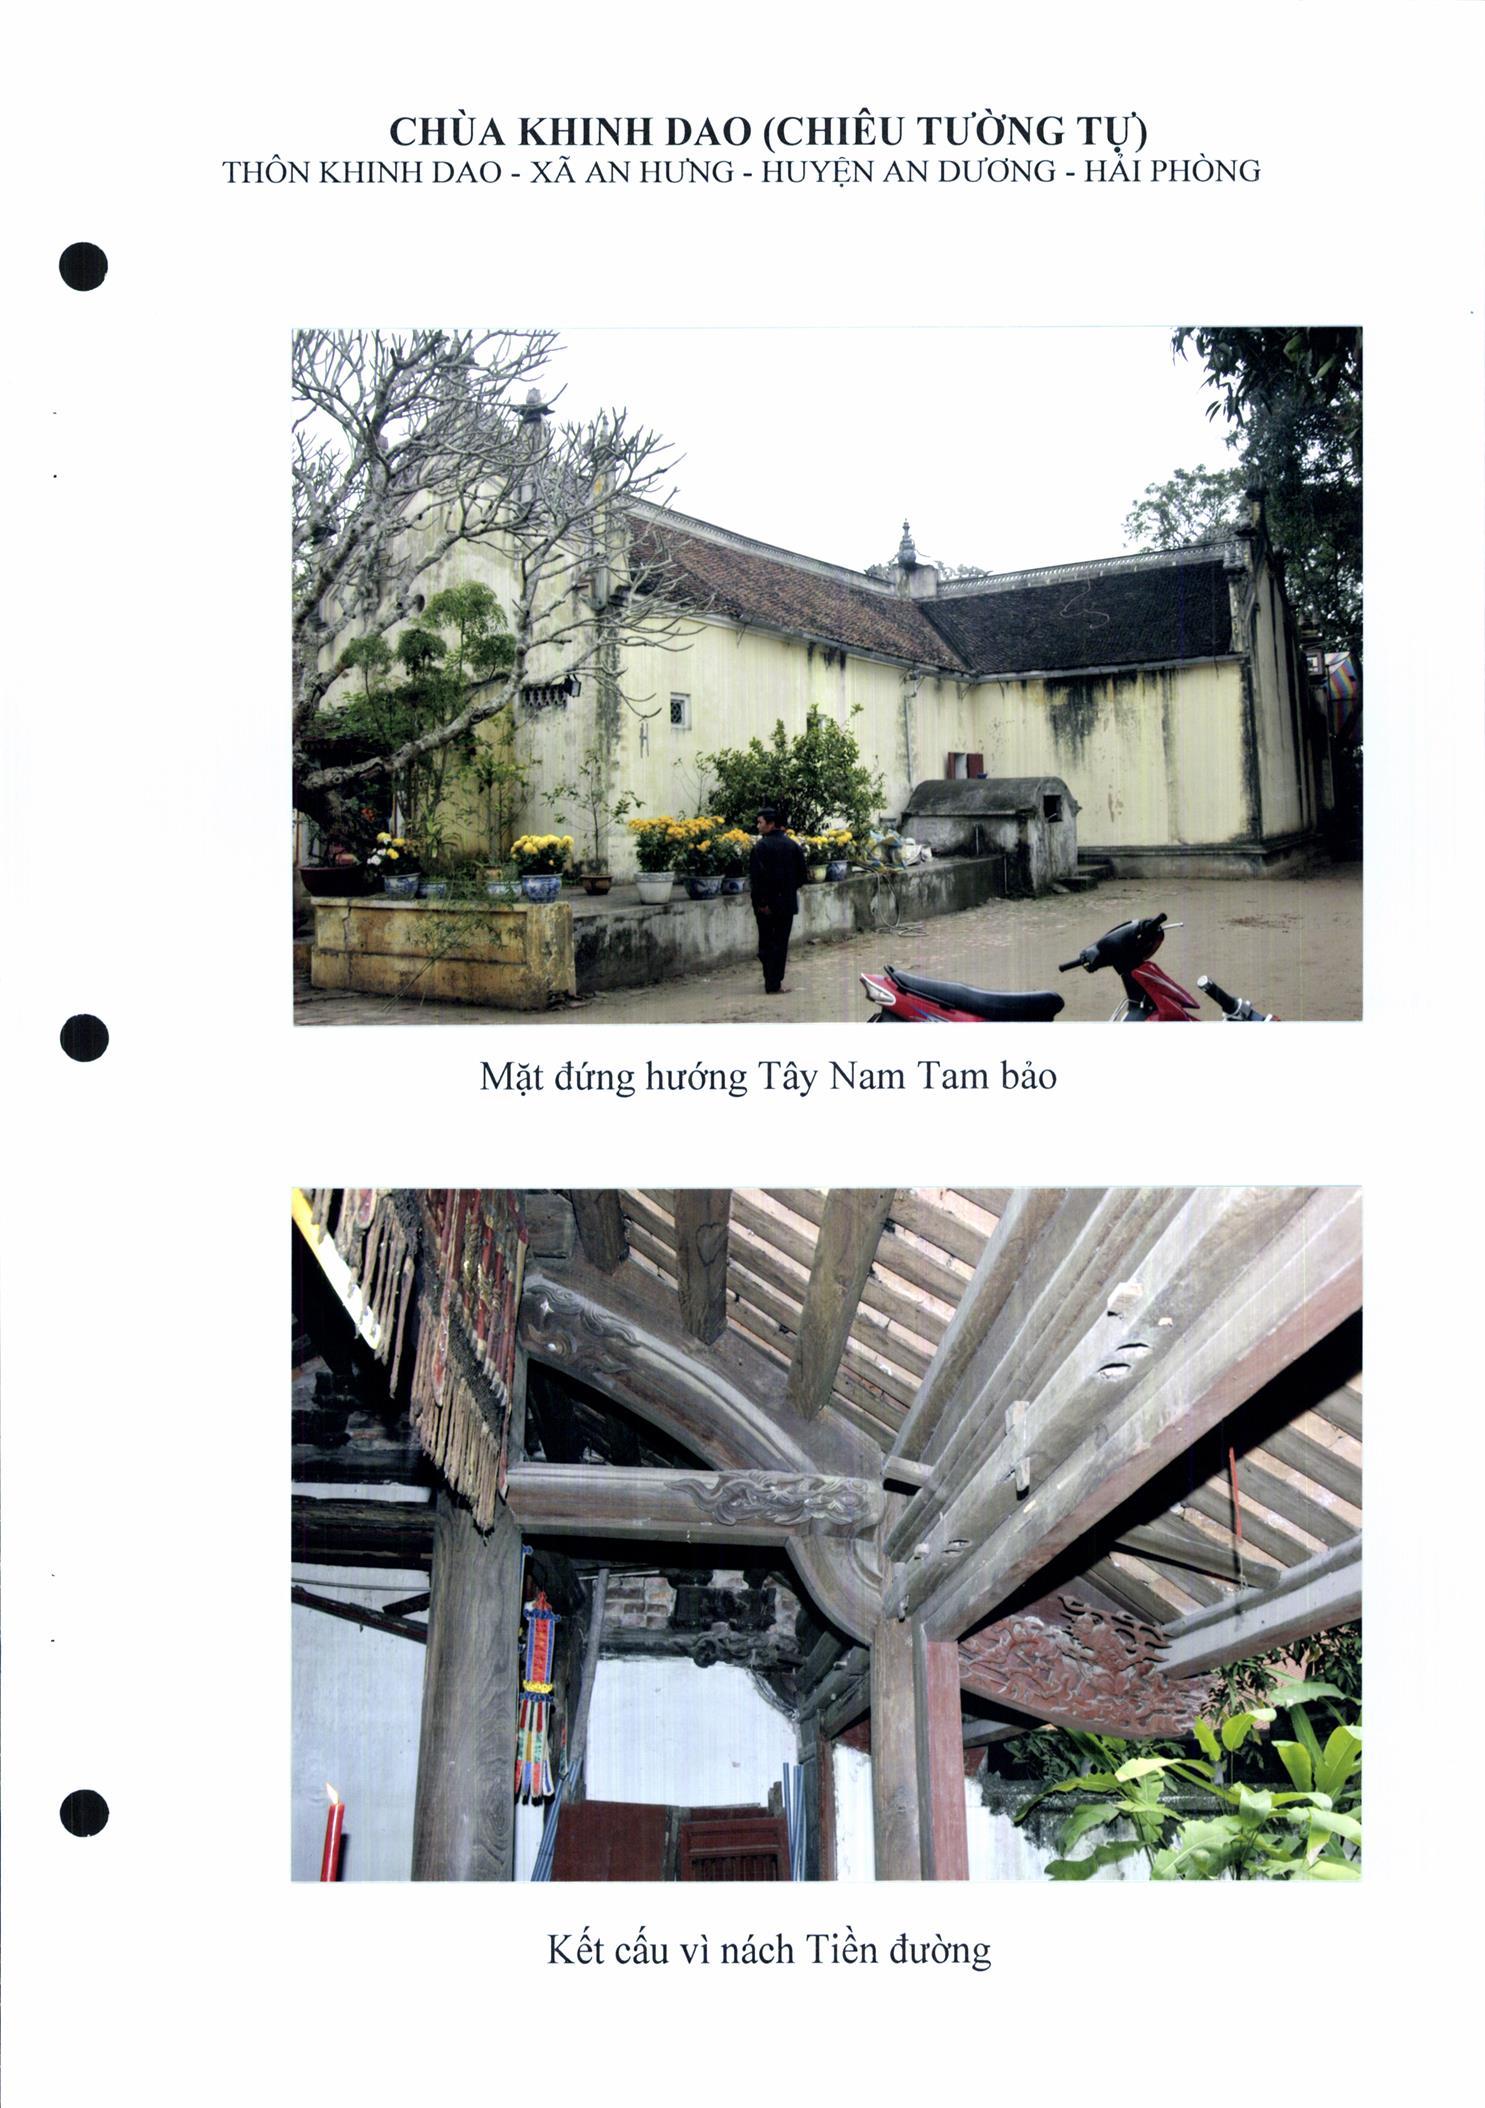 CHÙA KHINH DAO (CHIÊU TƯỜNG TỰ)
THÔN KHINH DAO - XÃ AN HƯNG - HUYỆN AN DƯƠNG - HẢI PHÒNG
Mặt đứng hướng Tây Nam Tam bảo
Kết cấu vì nách Tiền đường